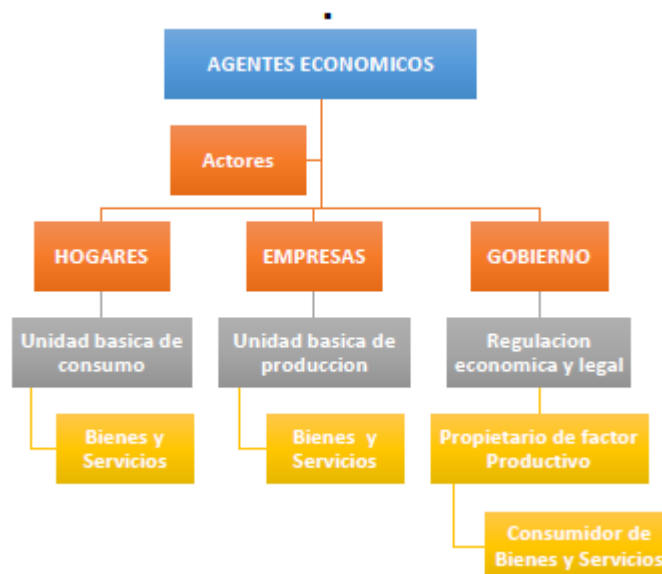 AGENTES ECONOMICOS
Actores
HOGARES
EMPRESAS
GOBIERNO
Unidad basica de
consumo
Unidad basica de
produccion
Regulacion
economica y legal
Bienes y
Servicios
Bienes y
Servicios
Propietario de factor
Productivo
Consumidor de
Bienes y Servicios